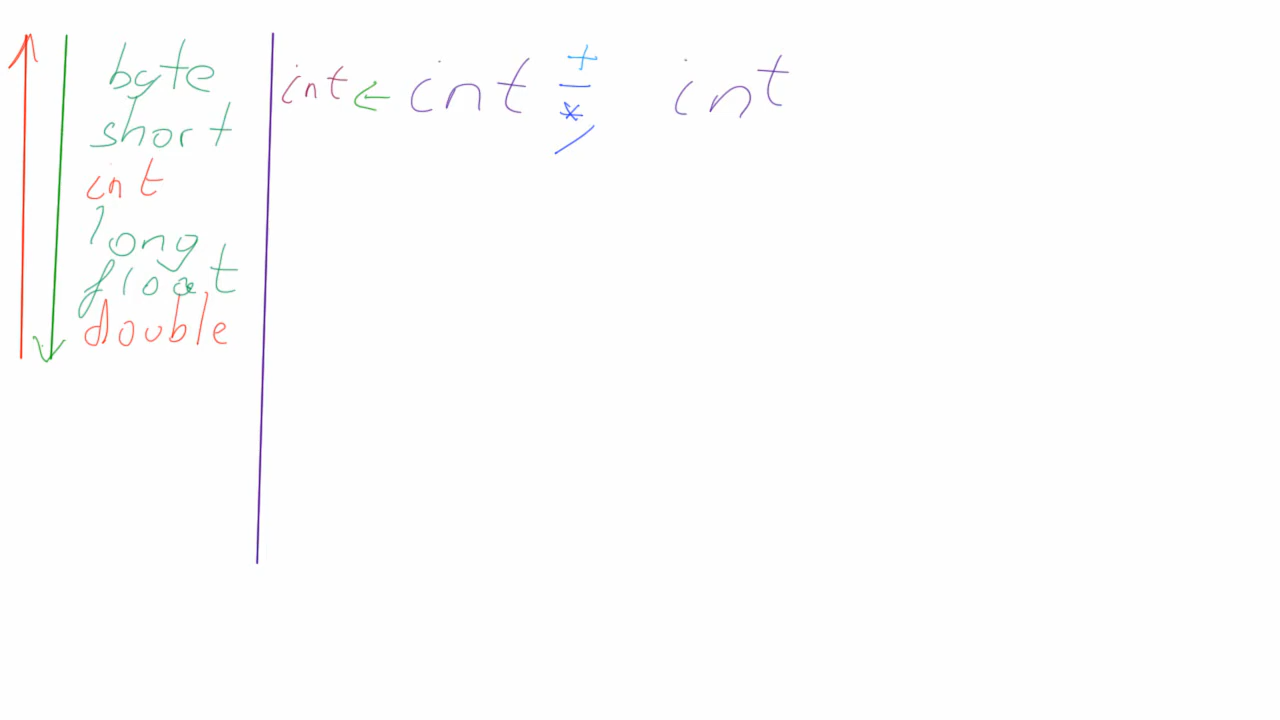 byte
short
int
long
float
double
int ← int + - * / int